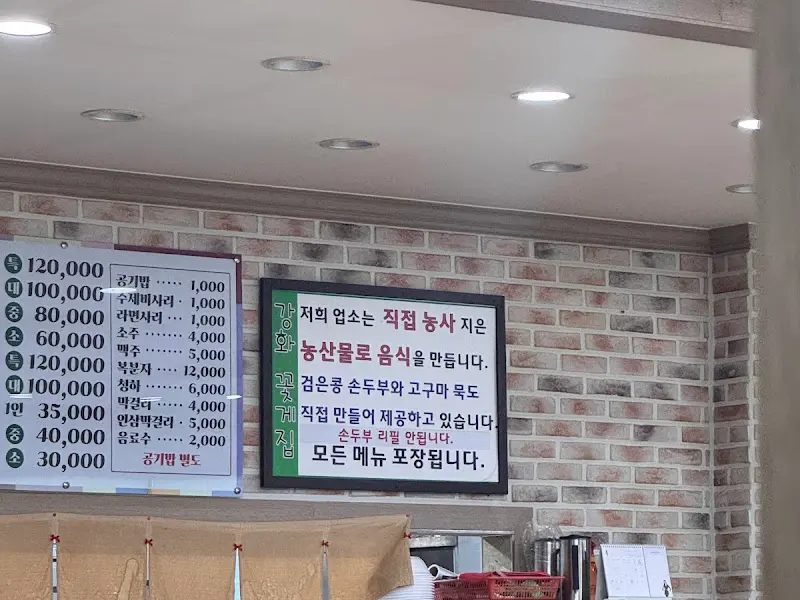 특 120,000
대 100,000
중 80,000
소 60,000
특 120,000
대 100,000
1인 35,000
중 40,000
소 30,000
공기밥 ····· 1,000
수제비사리 · 1,000
라면사리 ··· 1,000
소주 ······· 4,000
맥주 ······· 5,000
복분자 ···· 12,000
청하 ······· 6,000
막걸리 ····· 4,000
인삼막걸리 · 5,000
음료수 ····· 2,000
공기밥 별도
강화 꽃게집
저희 업소는 직접 농사 지은
농산물로 음식을 만듭니다.
검은콩 손두부와 고구마 묵도
직접 만들어 제공하고 있습니다.
손두부 리필 안됩니다.
모든 메뉴 포장됩니다.